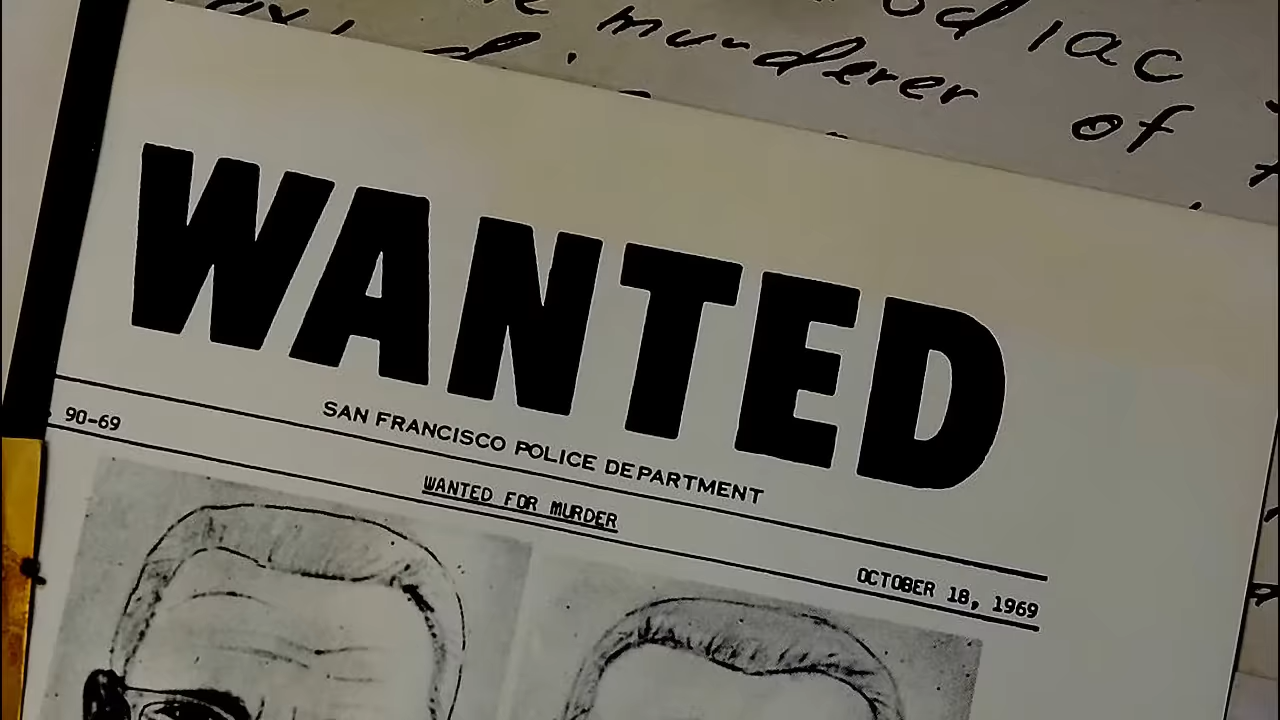 murderer of
WANTED
SAN FRANCISCO POLICE DEPARTMENT
90-69
WANTED FOR MURDER
OCTOBER 18, 1969